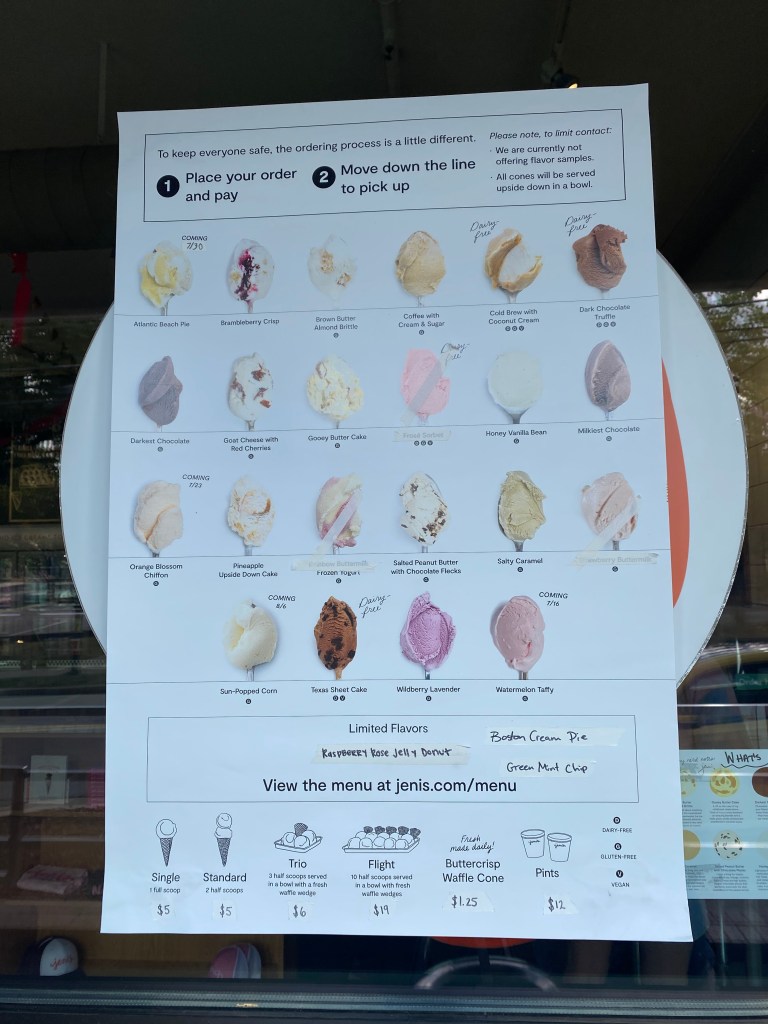 To keep everyone safe, the ordering process is a little different.
1 Place your order
and pay
2 Move down the line
to pick up
Please note, to limit contact:
· We are currently not
offering flavor samples.
· All cones will be served
upside down in a bowl.
COMING
7/30
Atlantic Beach Pie
Brambleberry Crisp
Brown Butter
Almond Brittle
G
Coffee with
Cream & Sugar
G
Dairy-
free
Cold Brew with
Coconut Cream
D G V
Dairy-
free
Dark Chocolate
Truffle
D G V
Darkest Chocolate
G
Goat Cheese with
Red Cherries
G
Gooey Butter Cake
Dairy-
free
Frosé Sorbet
D G V
Honey Vanilla Bean
G
Milkiest Chocolate
G
COMING
7/23
Orange Blossom
Chiffon
G
Pineapple
Upside Down Cake
Buttermilk
Frozen Yogurt
G
Salted Peanut Butter
with Chocolate Flecks
G
Salty Caramel
G
Strawberry Buttermilk
G
COMING
8/6
Sun-Popped Corn
G
Dairy-
free
Texas Sheet Cake
D V
Wildberry Lavender
G
COMING
7/16
Watermelon Taffy
G
Limited Flavors
Raspberry Rose Jelly Donut
Boston Cream Pie
Green Mint Chip
View the menu at jenis.com/menu
Single
1 full scoop
$5
Standard
2 half scoops
$5
Trio
3 half scoops served
in a bowl with a fresh
waffle wedge
$6
Flight
10 half scoops served
in a bowl with fresh
waffle wedges
$19
Fresh
made daily!
Buttercrisp
Waffle Cone
$1.25
Pints
$12
D
DAIRY-FREE
G
GLUTEN-FREE
V
VEGAN
WHAT'S